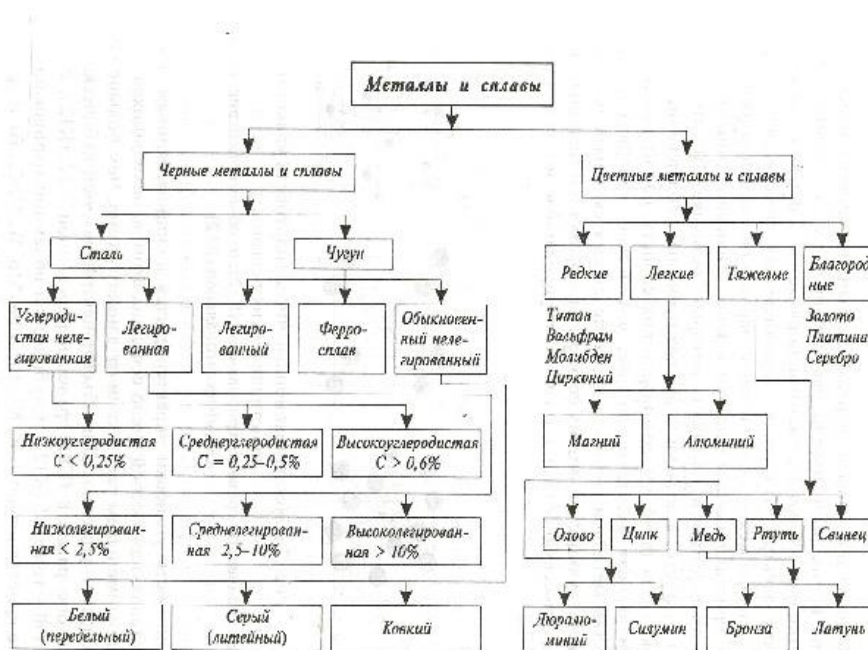 Металлы и сплавы
Черные металлы и сплавы
Цветные металлы и сплавы
Сталь
Чугун
Редкие
Легкие
Тяжелые
Благород
ные
Углероди-
стая неле-
гированная
Легиро-
ванная
Легиро-
ванный
Ферро-
сплав
Обыкновен-
ный нелe-
гированный
Титан
Вольфрам
Молибден
Цирконий
Золото
Платина
Серебро
Низкоуглеродистая
С < 0,25%
Среднеуглеродистая
С = 0,25–0,5%
Высокоуглеродистая
С > 0,6%
Магний
Алюминий
Низколегирован-
ная < 2,5%
Среднелегирован-
ная 2,5–10%
Высоколегирован-
ная > 10%
Олово
Цинк
Медь
Ртуть
Свинец
Белый
(передельный)
Серый
(литейный)
Ковкий
Дюралю-
миний
Силумин
Бронза
Латунь